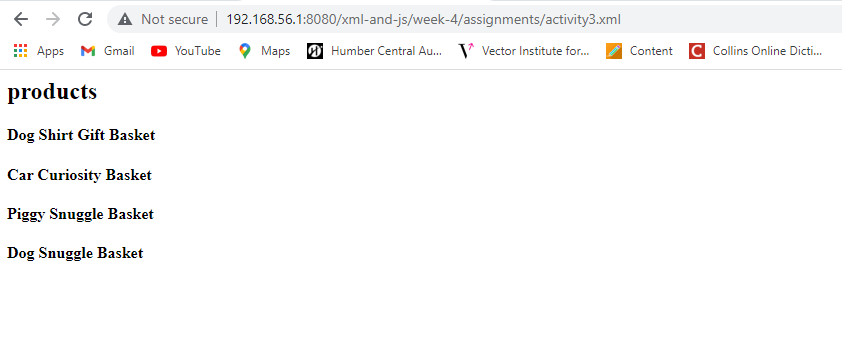 Not secure 192.168.56.1:8080/xml-and-js/week-4/assignments/activity3.xml
Apps Gmail YouTube Maps Humber Central Au... Vector Institute for... Content Collins Online Dicti...
products
Dog Shirt Gift Basket
Car Curiosity Basket
Piggy Snuggle Basket
Dog Snuggle Basket